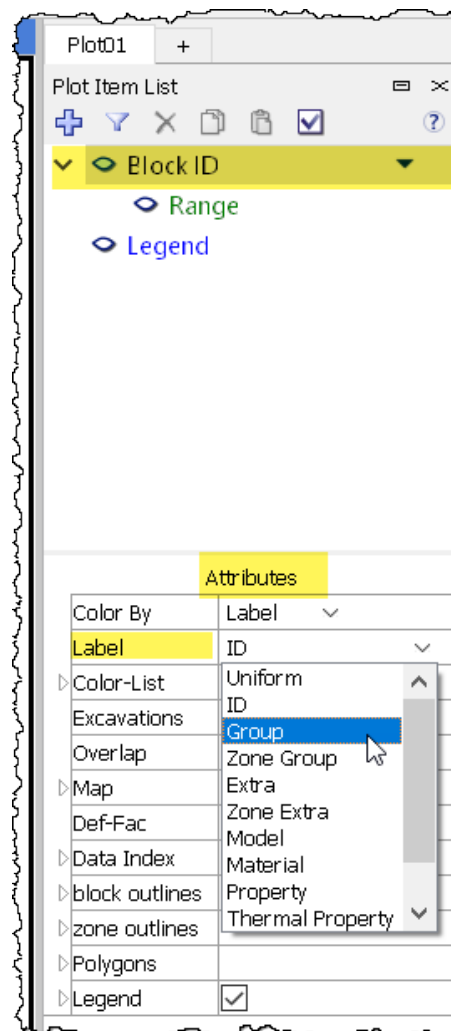 Plot01 +
Plot Item List
?
Block ID
Range
Legend
Attributes
Color By Label
Label ID
Color-List
Excavations
Overlap
Map
Def-Fac
Data Index
block outlines
zone outlines
Polygons
Legend
Uniform
ID
Group
Zone Group
Extra
Zone Extra
Model
Material
Property
Thermal Property